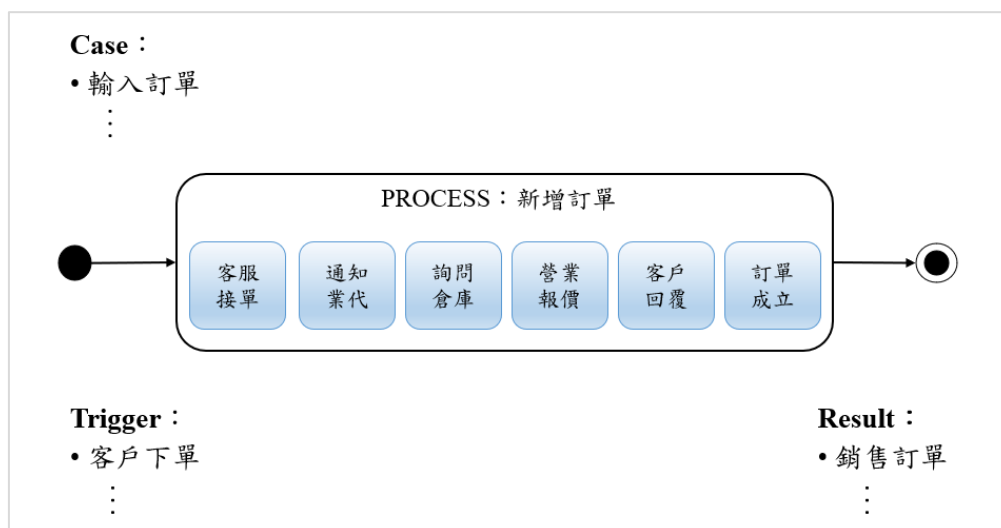 Case：
• 輸入訂單
⋮
PROCESS：新增訂單
客服
接單
通知
業代
詢問
倉庫
營業
報價
客戶
回覆
訂單
成立
Trigger：
• 客戶下單
⋮
Result：
• 銷售訂單
⋮